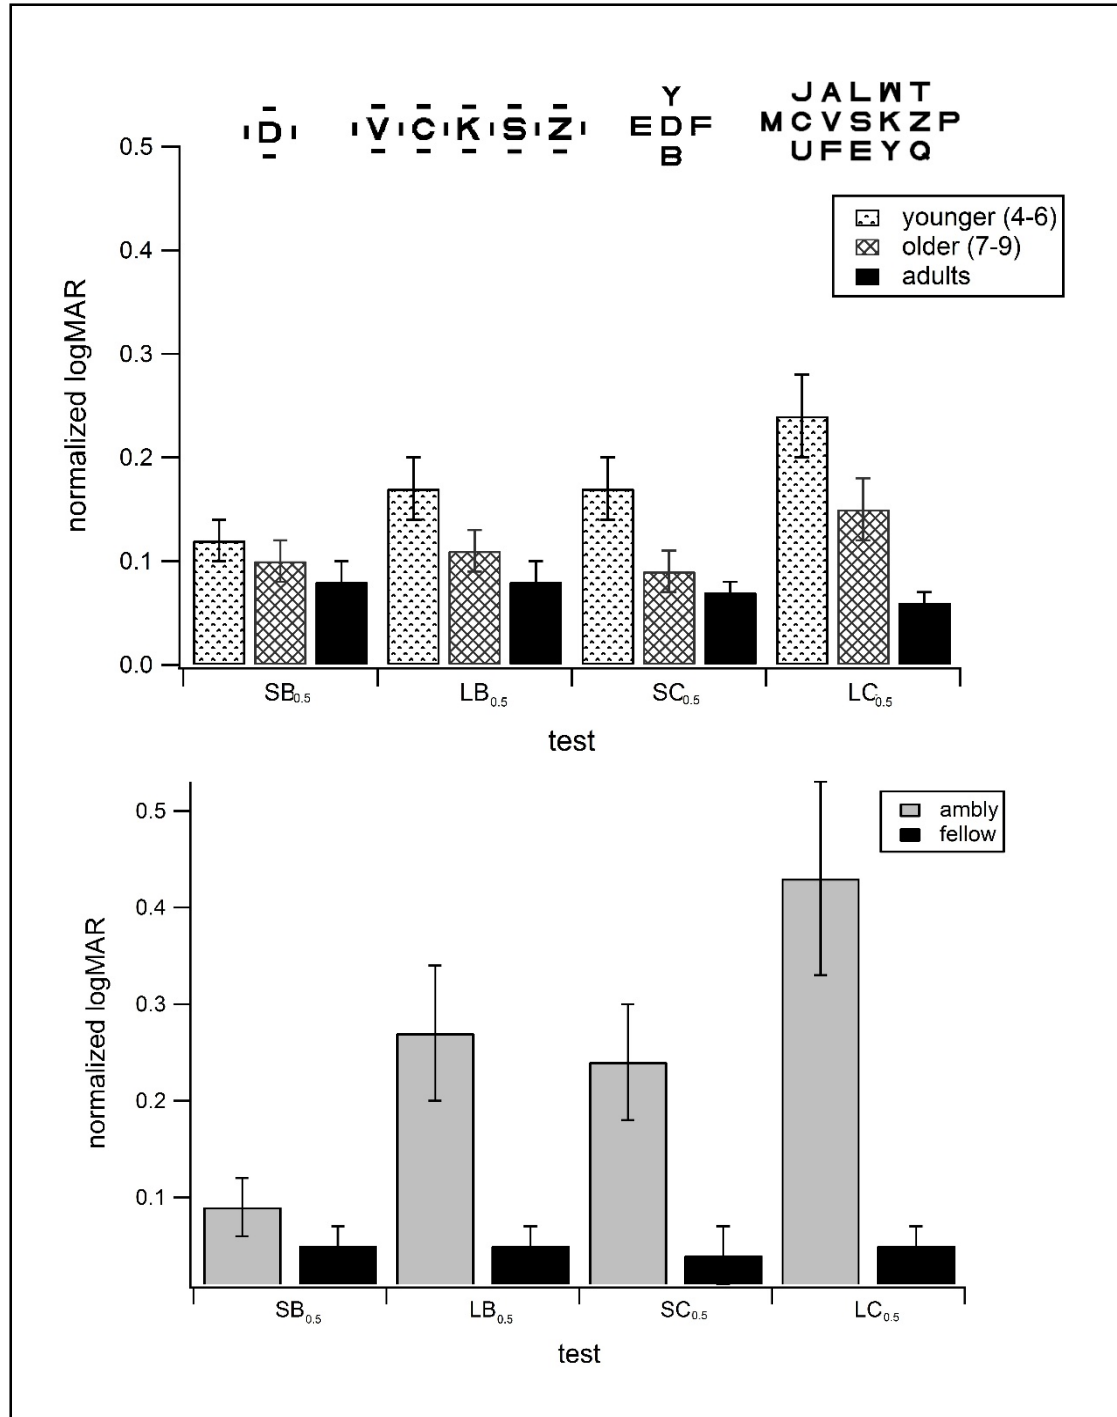 D
V C K S Z
Y
E D F
B
J A L W T
M C V S K Z P
U F E Y Q
younger (4-6)
older (7-9)
adults
normalized logMAR
0.5
0.4
0.3
0.2
0.1
0.0
SB0.5 LB0.5 SC0.5 LC0.5
test
ambly
fellow
normalized logMAR
0.5
0.4
0.3
0.2
0.1
SB0.5 LB0.5 SC0.5 LC0.5
test